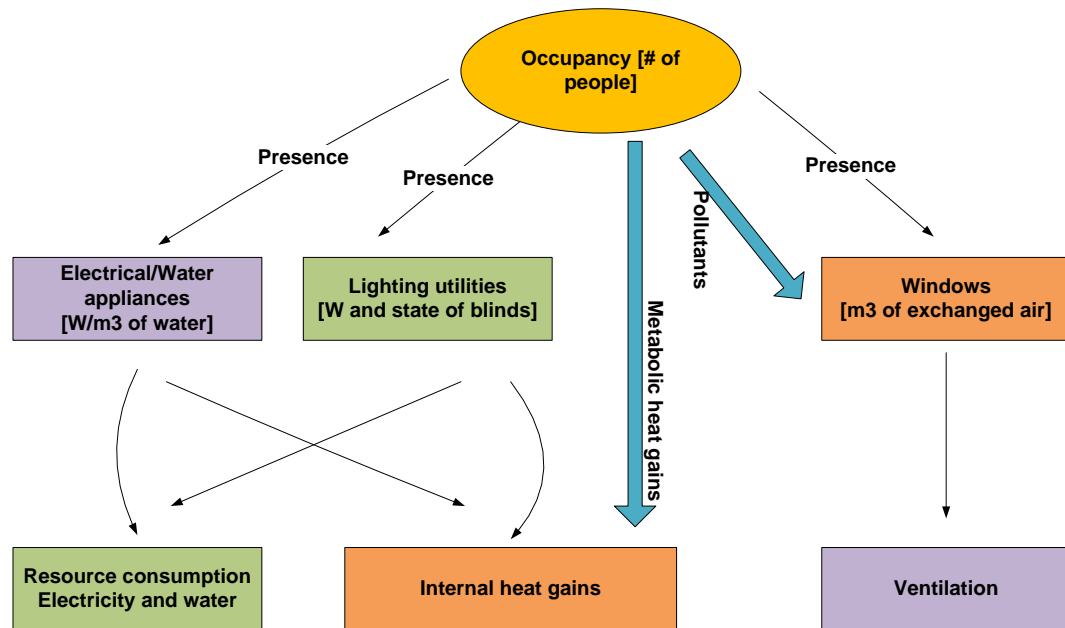 Occupancy [# of
people]
Presence
Presence
Presence
Pollutants
Electrical/Water
appliances
[W/m3 of water]
Lighting utilities
[W and state of blinds]
Windows
[m3 of exchanged air]
Metabolic heat gains
Resource consumption
Electricity and water
Internal heat gains
Ventilation